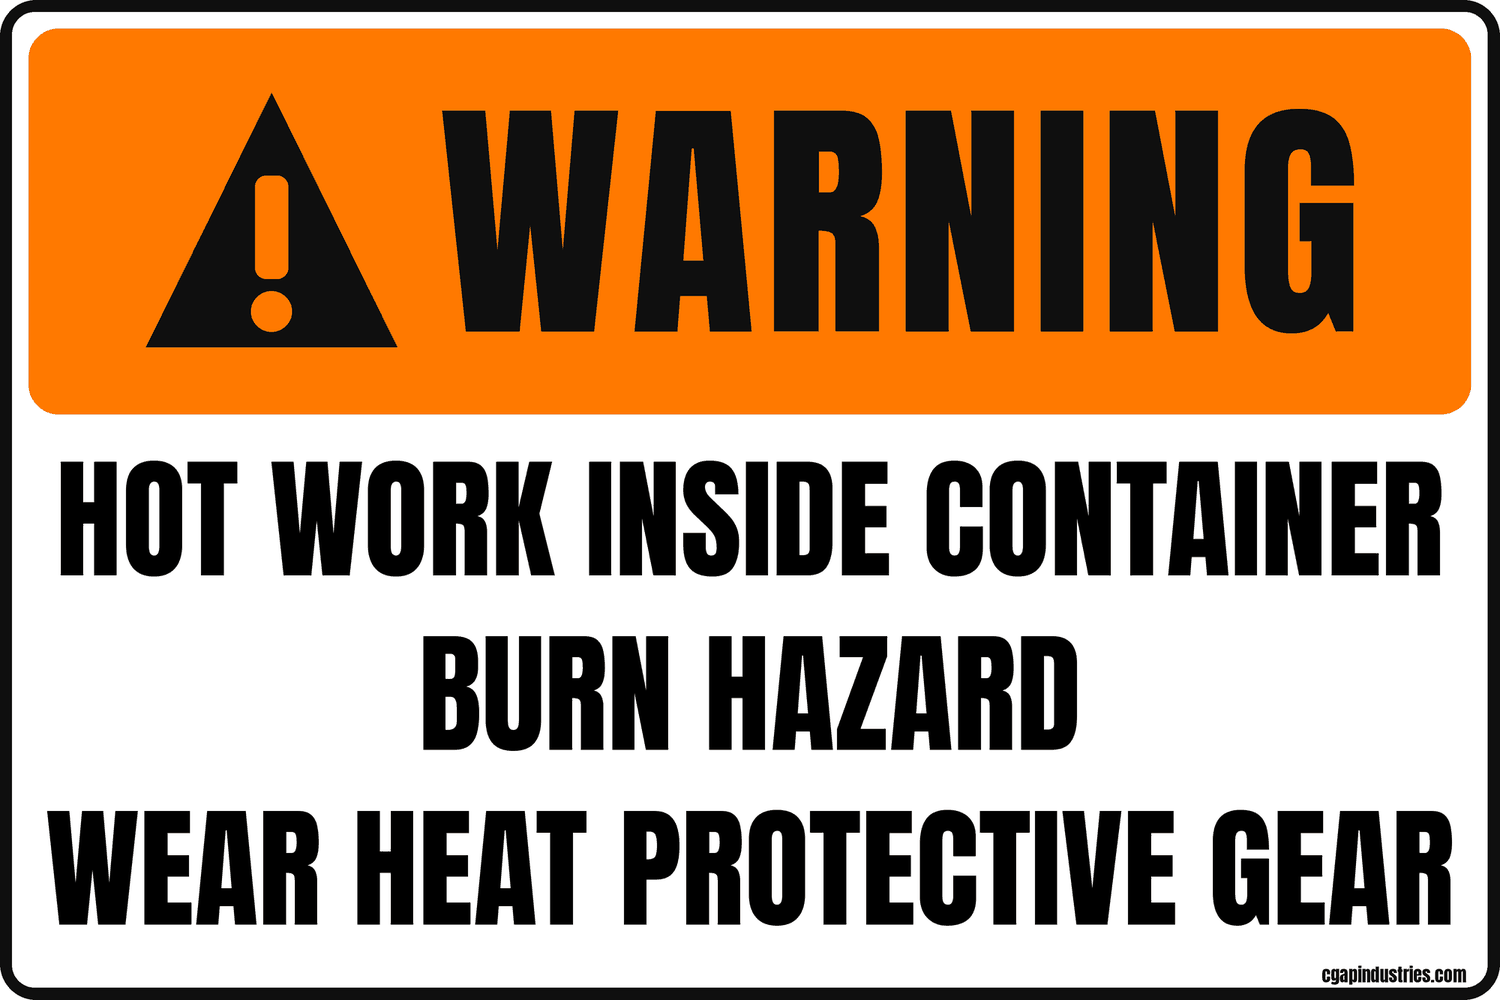 WARNING
HOT WORK INSIDE CONTAINER
BURN HAZARD
WEAR HEAT PROTECTIVE GEAR
cgapindustries.com